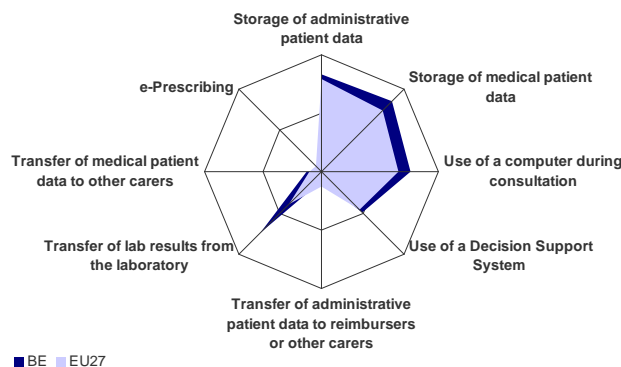 Storage of administrative
patient data
Storage of medical patient
data
Use of a computer during
consultation
Use of a Decision Support
System
Transfer of administrative
patient data to reimbursers
or other carers
Transfer of lab results from
the laboratory
Transfer of medical patient
data to other carers
e-Prescribing
BE EU27